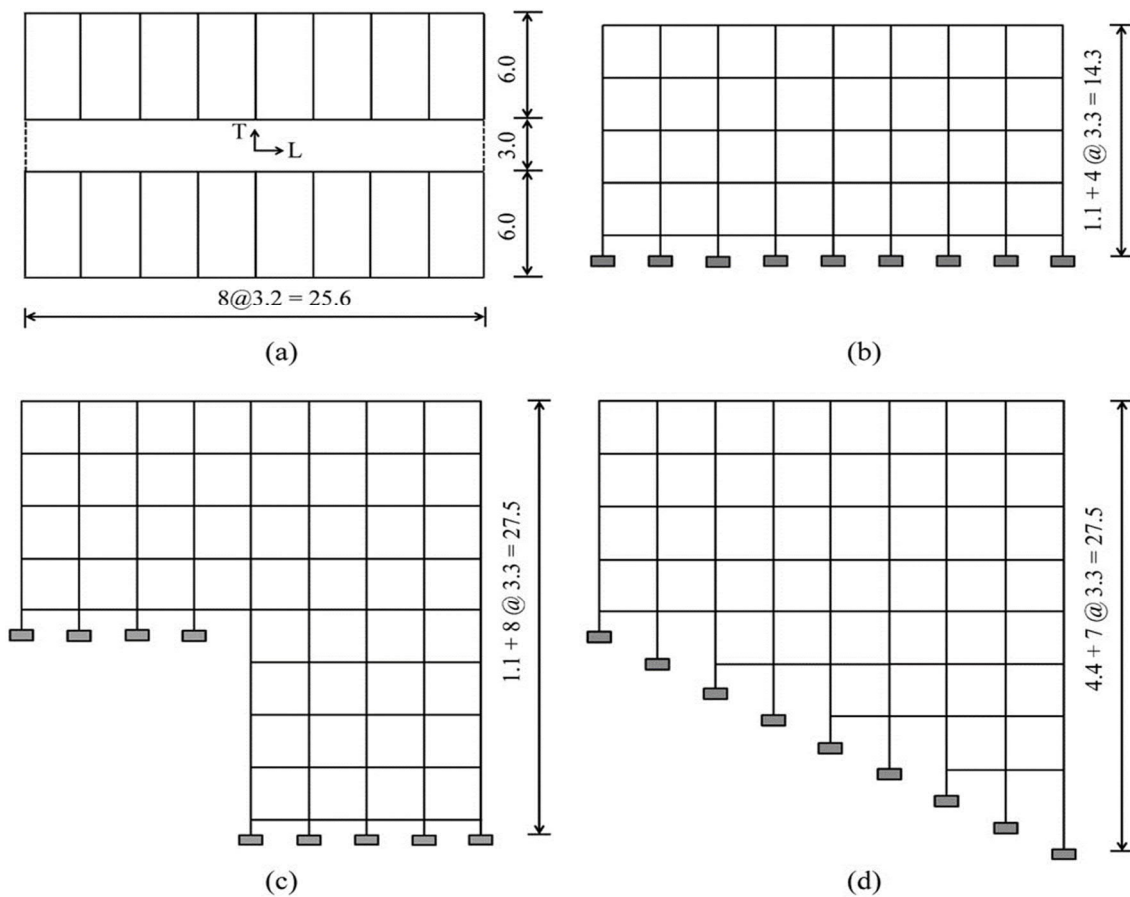 6.0
T
L
3.0
6.0
8@3.2 = 25.6
(a)
1.1 + 4 @ 3.3 = 14.3
(b)
1.1 + 8 @ 3.3 = 27.5
(c)
4.4 + 7 @ 3.3 = 27.5
(d)